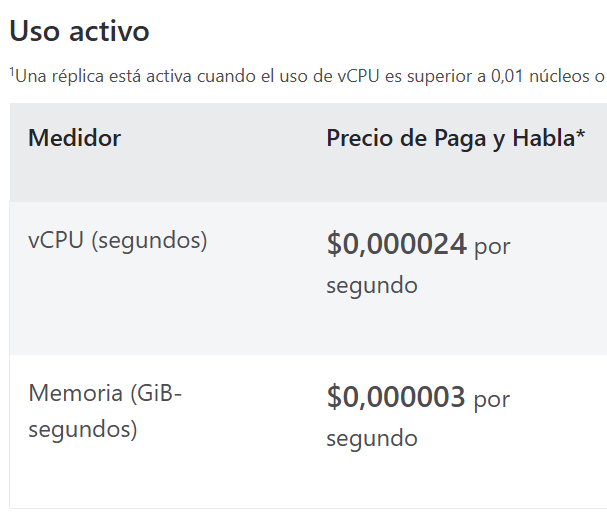 Uso activo
¹Una réplica está activa cuando el uso de vCPU es superior a 0,01 núcleos o
Medidor
Precio de Paga y Habla*
vCPU (segundos)
$0,000024 por
segundo
Memoria (GiB-
segundos)
$0,000003 por
segundo